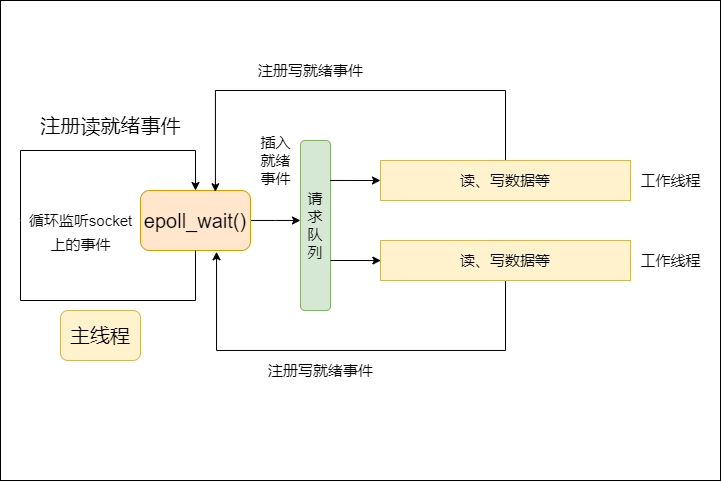 注册写就绪事件
注册读就绪事件
插入
就绪
事件
循环监听socket
上的事件
epoll_wait()
请
求
队
列
读、写数据等
工作线程
读、写数据等
工作线程
主线程
注册写就绪事件